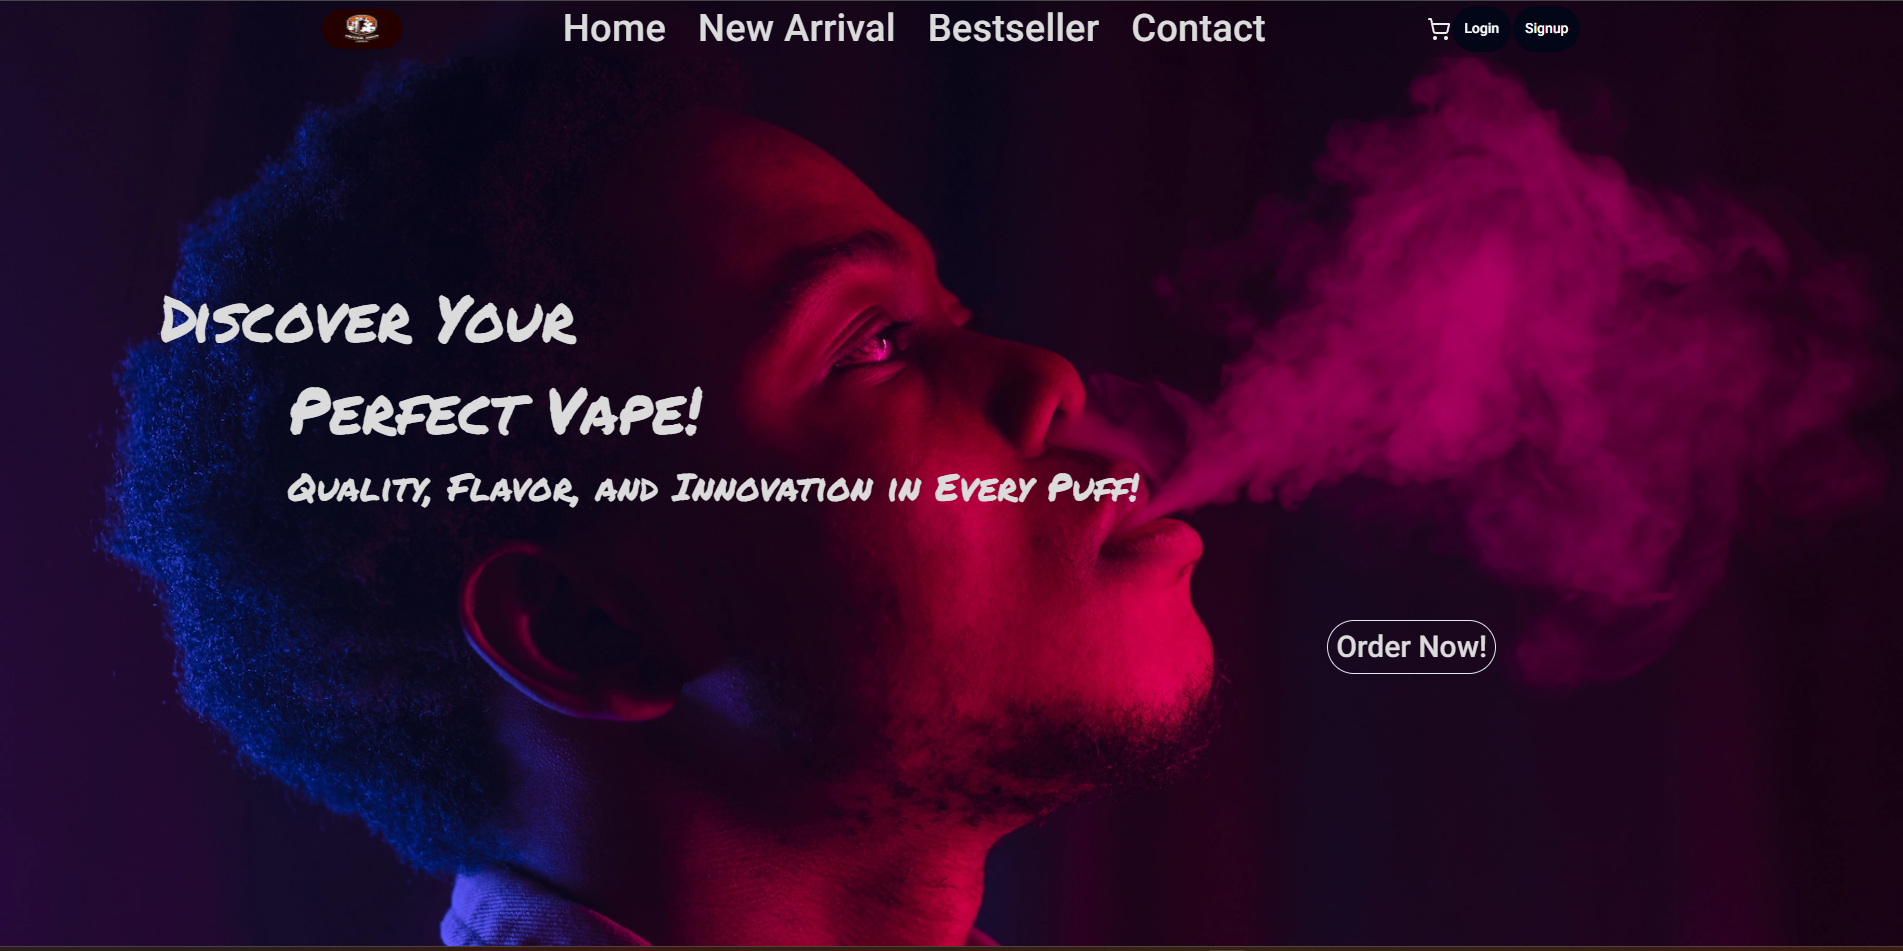 Home New Arrival Bestseller Contact
Login Signup
Discover Your
Perfect Vape!
Quality, Flavor, and Innovation in Every Puff!
Order Now!